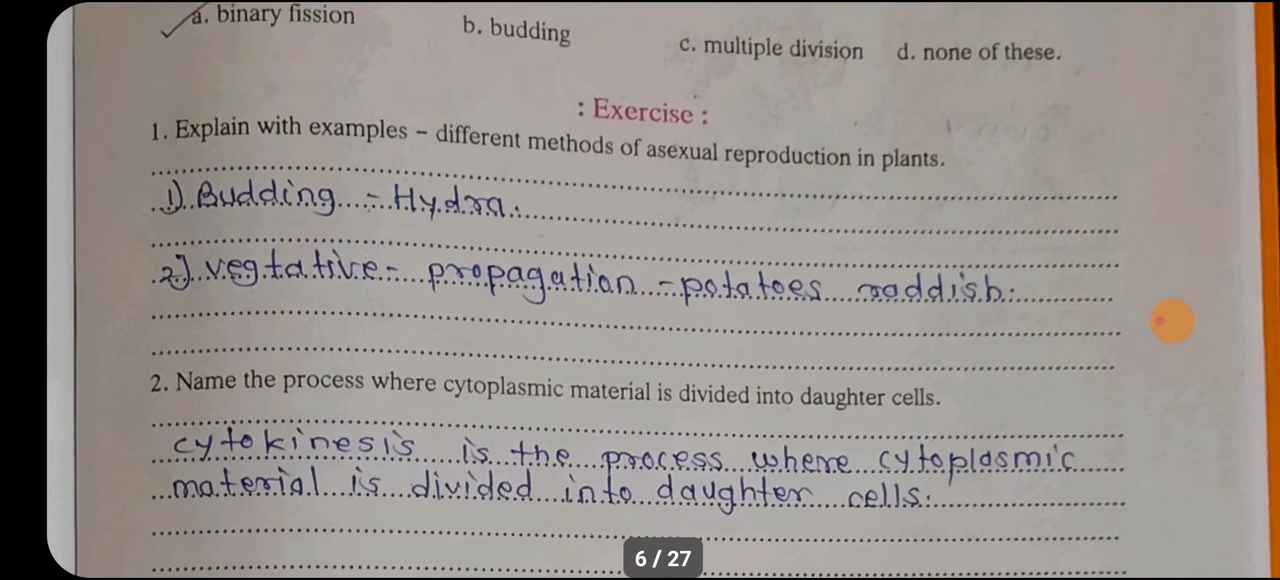 a. binary fission b. budding c. multiple division d. none of these.
: Exercise :
1. Explain with examples – different methods of asexual reproduction in plants.
1) Budding - Hydra.
2) vegtative - propagation - potatoes raddish.
2. Name the process where cytoplasmic material is divided into daughter cells.
cytokinesis is the process where cytoplasmic
material is divided into daughter cells.
6 / 27